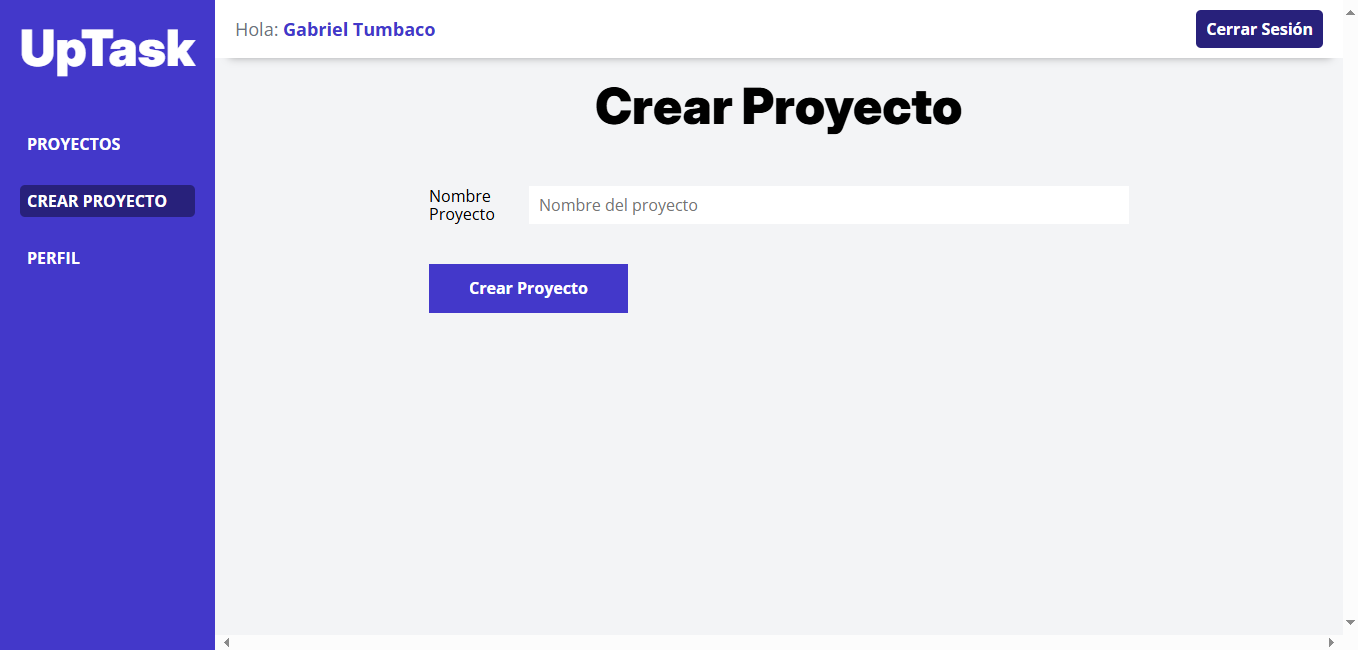 UpTask
Hola: Gabriel Tumbaco
Cerrar Sesión
PROYECTOS
CREAR PROYECTO
PERFIL
Crear Proyecto
Nombre
Proyecto
Nombre del proyecto
Crear Proyecto